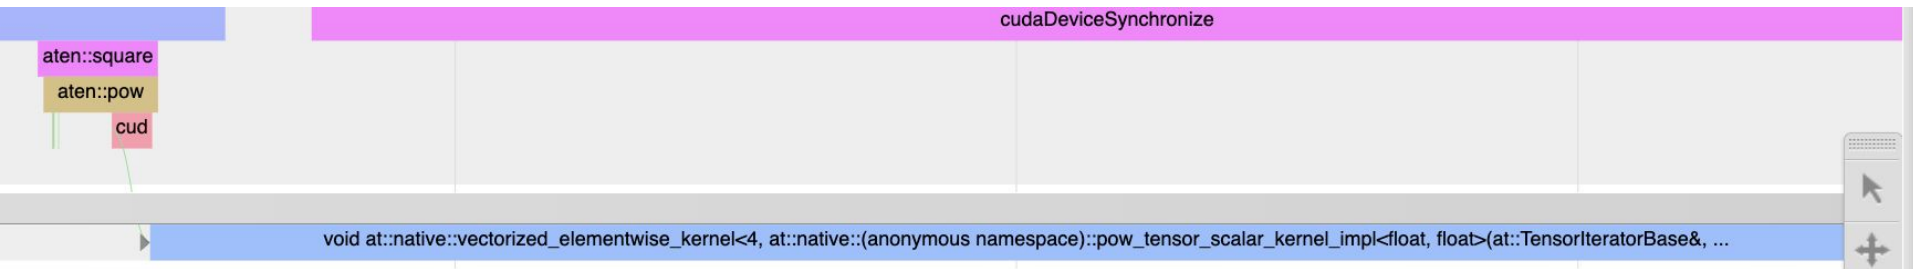 cudaDeviceSynchronize
aten::square
aten::pow
cud
void at::native::vectorized_elementwise_kernel<4, at::native::(anonymous namespace)::pow_tensor_scalar_kernel_impl<float, float>(at::TensorIteratorBase&, ...